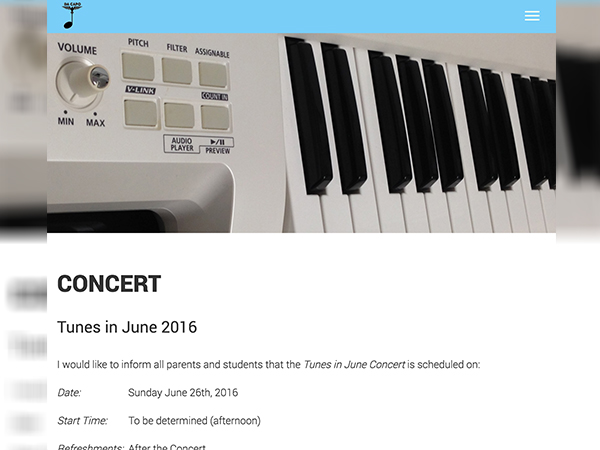 DA CAPO
VOLUME
PITCH
FILTER
ASSIGNABLE
V-LINK
COUNT IN
MIN MAX
AUDIO
PLAYER
PREVIEW
CONCERT
Tunes in June 2016
I would like to inform all parents and students that the Tunes in June Concert is scheduled on:
Date: Sunday June 26th, 2016
Start Time: To be determined (afternoon)
Refreshments: After the Concert